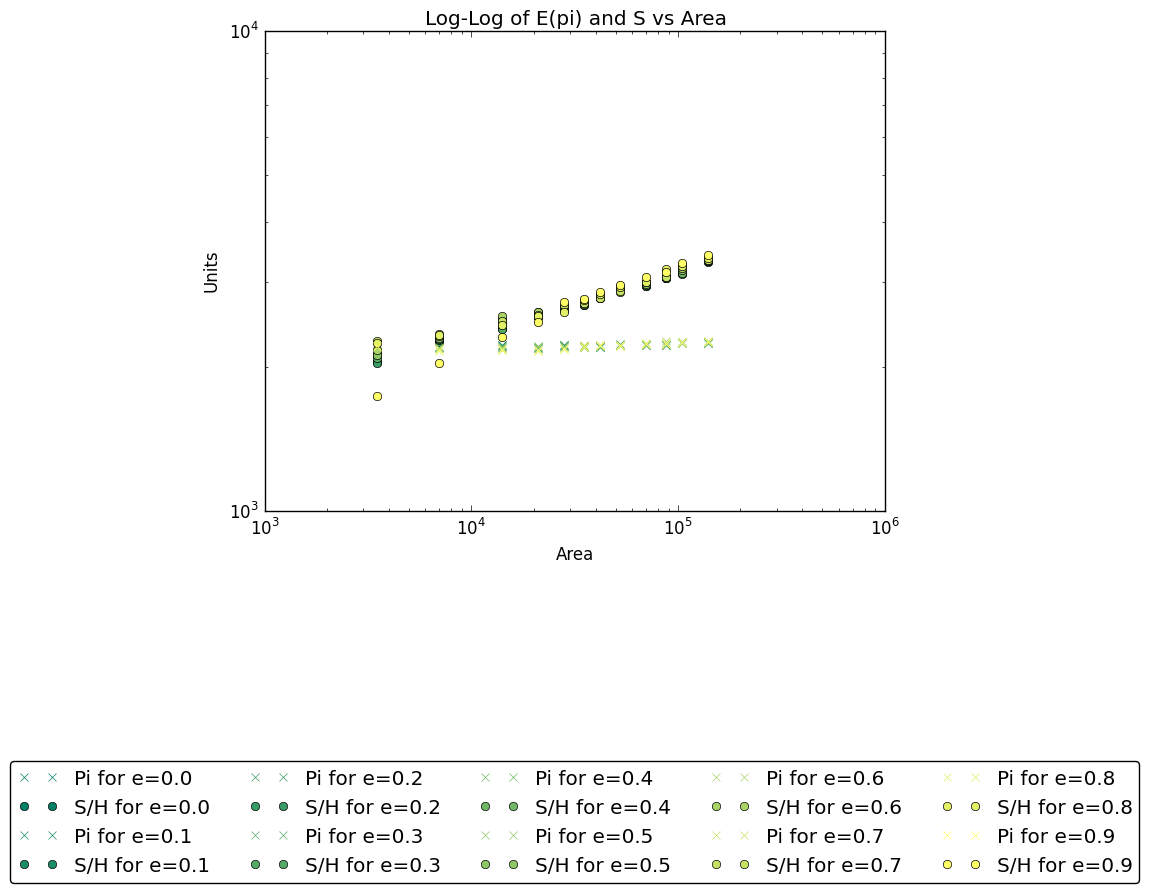 Log-Log of E(pi) and S vs Area
10^4
Units
10^3
10^3 10^4 10^5 10^6
Area
Pi for e=0.0 Pi for e=0.2 Pi for e=0.4 Pi for e=0.6 Pi for e=0.8
S/H for e=0.0 S/H for e=0.2 S/H for e=0.4 S/H for e=0.6 S/H for e=0.8
Pi for e=0.1 Pi for e=0.3 Pi for e=0.5 Pi for e=0.7 Pi for e=0.9
S/H for e=0.1 S/H for e=0.3 S/H for e=0.5 S/H for e=0.7 S/H for e=0.9